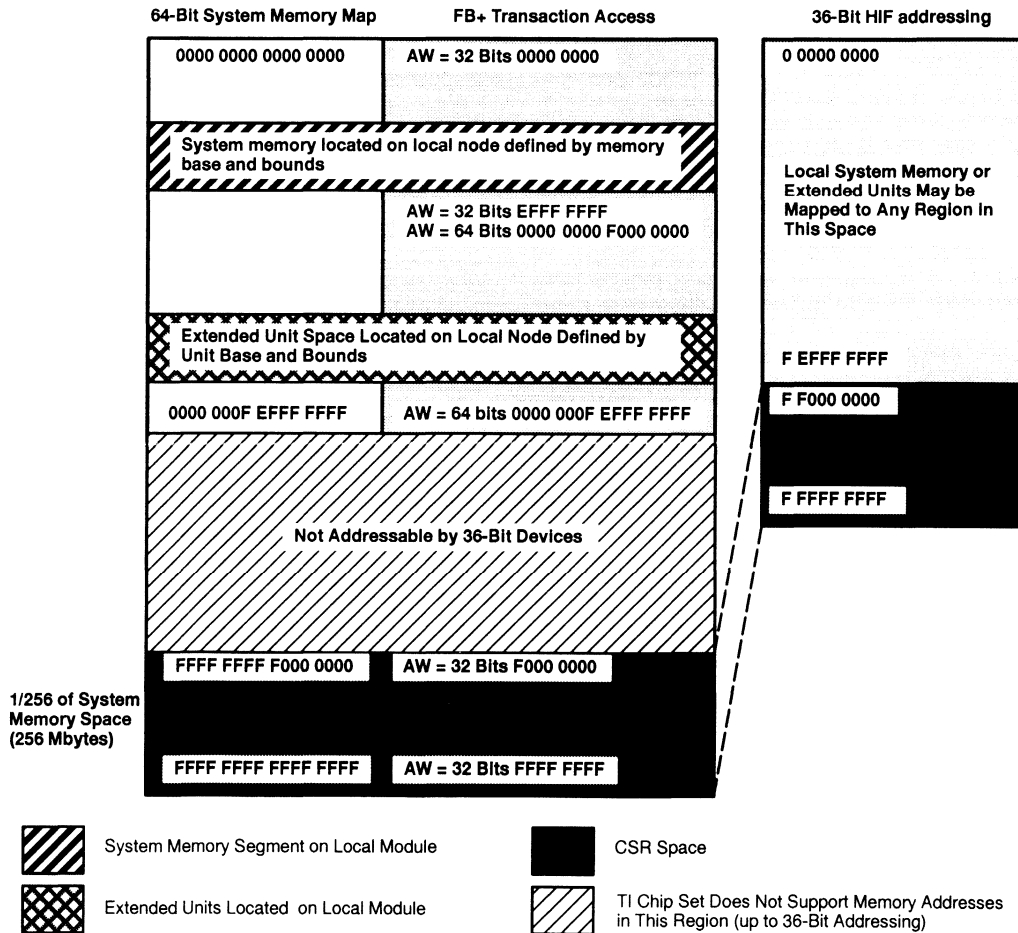 64-Bit System Memory Map
FB+ Transaction Access
36-Bit HIF addressing
0000 0000 0000 0000
AW = 32 Bits 0000 0000
0 0000 0000
System memory located on local node defined by memory
base and bounds
Local System Memory or
Extended Units May be
Mapped to Any Region in
This Space
AW = 32 Bits EFFF FFFF
AW = 64 Bits 0000 0000 F000 0000
Extended Unit Space Located on Local Node Defined by
Unit Base and Bounds
F EFFF FFFF
0000 000F EFFF FFFF
AW = 64 bits 0000 000F EFFF FFFF
F F000 0000
F FFFF FFFF
Not Addressable by 36-Bit Devices
FFFF FFFF F000 0000
AW = 32 Bits F000 0000
1/256 of System
Memory Space
(256 Mbytes)
FFFF FFFF FFFF FFFF
AW = 32 Bits FFFF FFFF
System Memory Segment on Local Module
CSR Space
Extended Units Located on Local Module
TI Chip Set Does Not Support Memory Addresses
in This Region (up to 36-Bit Addressing)